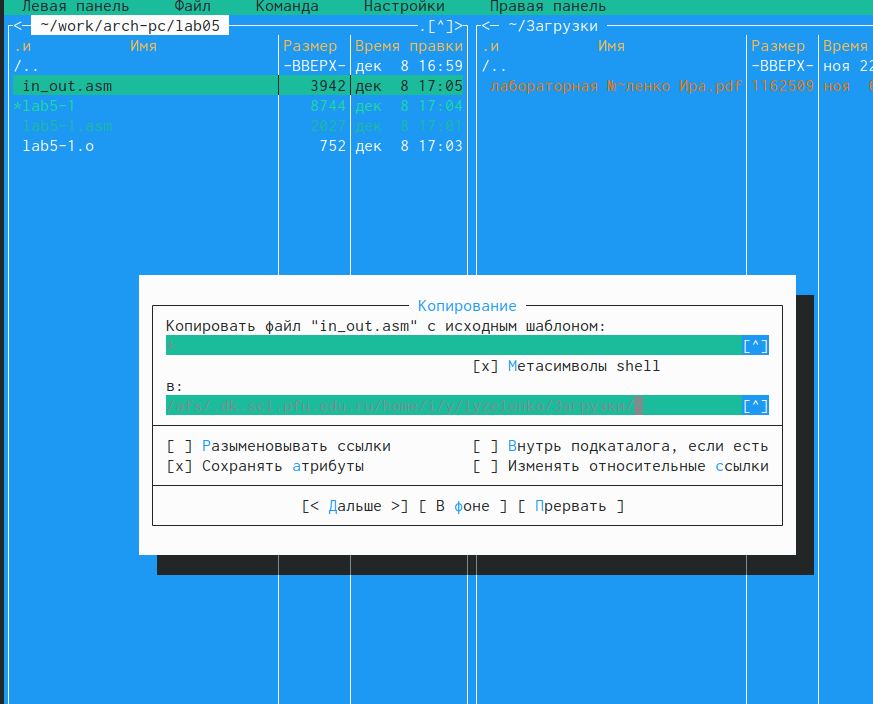 Левая панель Файл Команда Настройки Правая панель
<─ ~/work/arch-pc/lab05 .[^]> <─ ~/Загрузки
.и Имя Размер Время правки .и Имя Размер Время
/.. -ВВЕРХ- дек 8 16:59 /.. -ВВЕРХ- ноя 22
in_out.asm 3942 дек 8 17:05 лабораторная №~ленко Ира.pdf 1162509 ноя 6
*lab5-1 8744 дек 8 17:04
lab5-1.asm 2027 дек 8 17:01
lab5-1.o 752 дек 8 17:03
Копирование
Копировать файл "in_out.asm" с исходным шаблоном:
* [^]
[x] Метасимволы shell
в:
/afs/.dk.sci.pfu.edu.ru/home/i/y/iyzelenko/Загрузки/ [^]
[ ] Разыменовывать ссылки [ ] Внутрь подкаталога, если есть
[x] Сохранять атрибуты [ ] Изменять относительные ссылки
[< Дальше >] [ В фоне ] [ Прервать ]